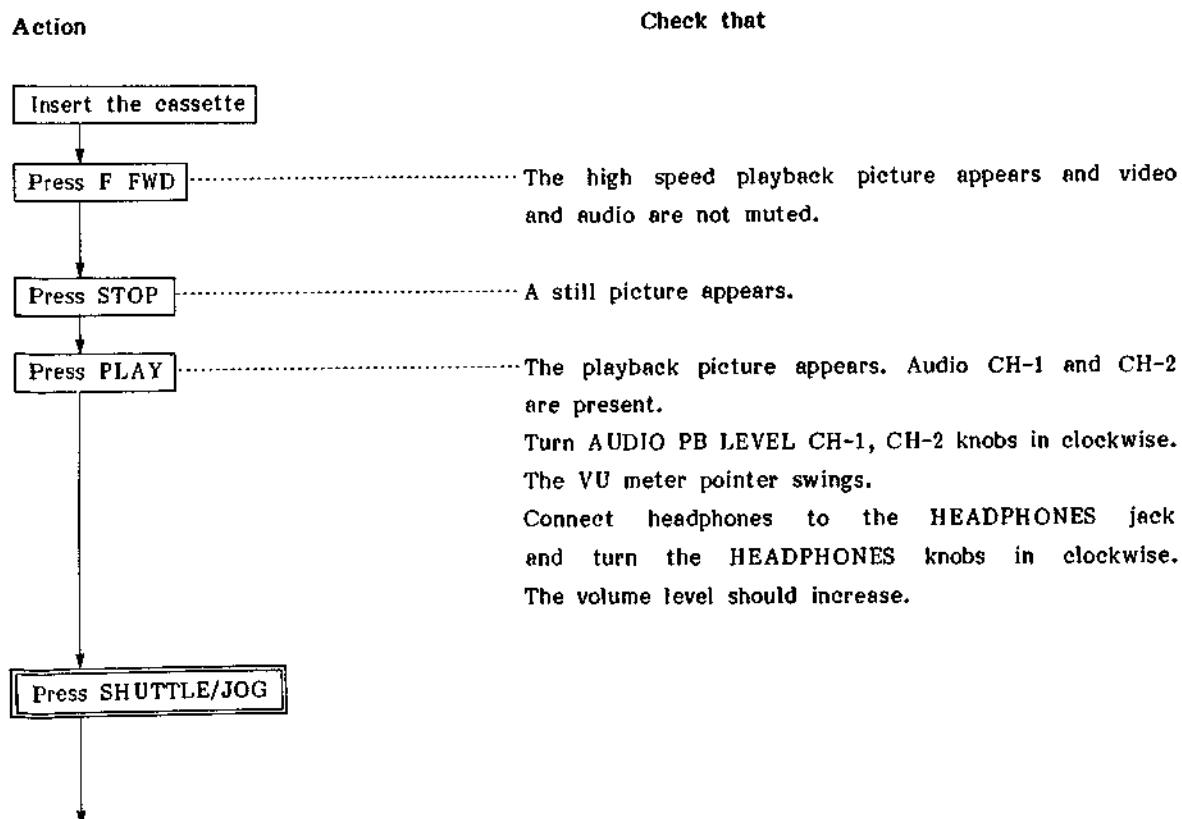 Action Check that
Insert the cassette
Press F FWD The high speed playback picture appears and video
and audio are not muted.
Press STOP A still picture appears.
Press PLAY The playback picture appears. Audio CH-1 and CH-2
are present.
Turn AUDIO PB LEVEL CH-1, CH-2 knobs in clockwise.
The VU meter pointer swings.
Connect headphones to the HEADPHONES jack
and turn the HEADPHONES knobs in clockwise.
The volume level should increase.
Press SHUTTLE/JOG